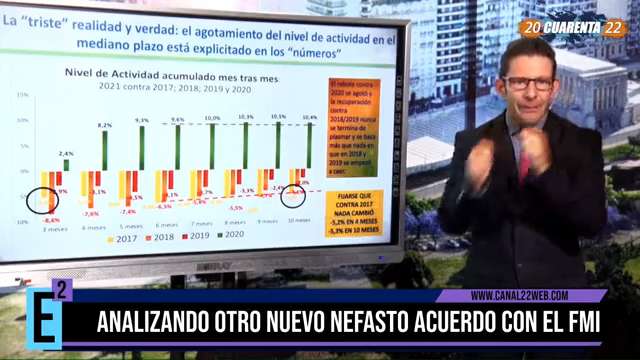 La “triste” realidad y verdad: el agotamiento del nivel de actividad en el
mediano plazo está explicitado en los “números”
20 CUARENTA 22
Nivel de Actividad acumulado mes tras mes:
2021 contra 2017; 2018; 2019 y 2020
El rebote contra
2020 se agotó y la
recuperación
contra
2018/2019 nunca
se termina de
plasmar y se basa
más que nada en
que en 2018 y
2019 se empezó
a caer.
15%
10%
5%
0%
-5%
2,4%
8,2%
9,3%
9,6%
10,0%
10,3%
10,5%
10,4%
-8,6%
-7,6%
-7,4%
-6,5%
-5,5%
-3,3%
-2,4%
FIJARSE QUE
CONTRA 2017
NADA CAMBIÓ
-5,2% EN 4 MESES
-5,3% EN 10 MESES
3 meses
4 meses
5 meses
6 meses
7 meses
8 meses
9 meses
10 meses
2017 2018 2019 2020
E2
WWW.CANAL22WEB.COM
ANALIZANDO OTRO NUEVO NEFASTO ACUERDO CON EL FMI